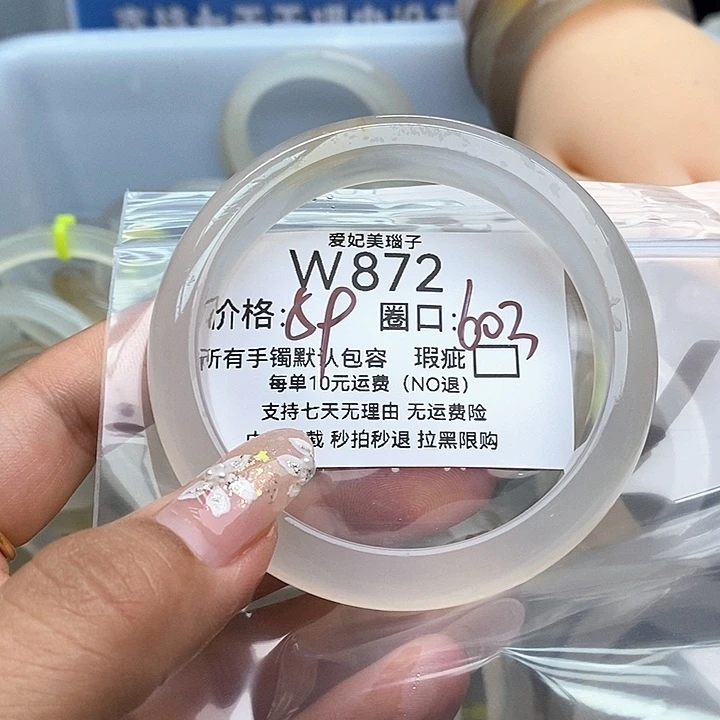 爱妃美瑙子
W872
价格: 圈口:603
所有手镯默认包容 瑕疵
每单10元运费（NO退）
支持七天无理由 无运费险
载 秒拍秒退 拉黑限购